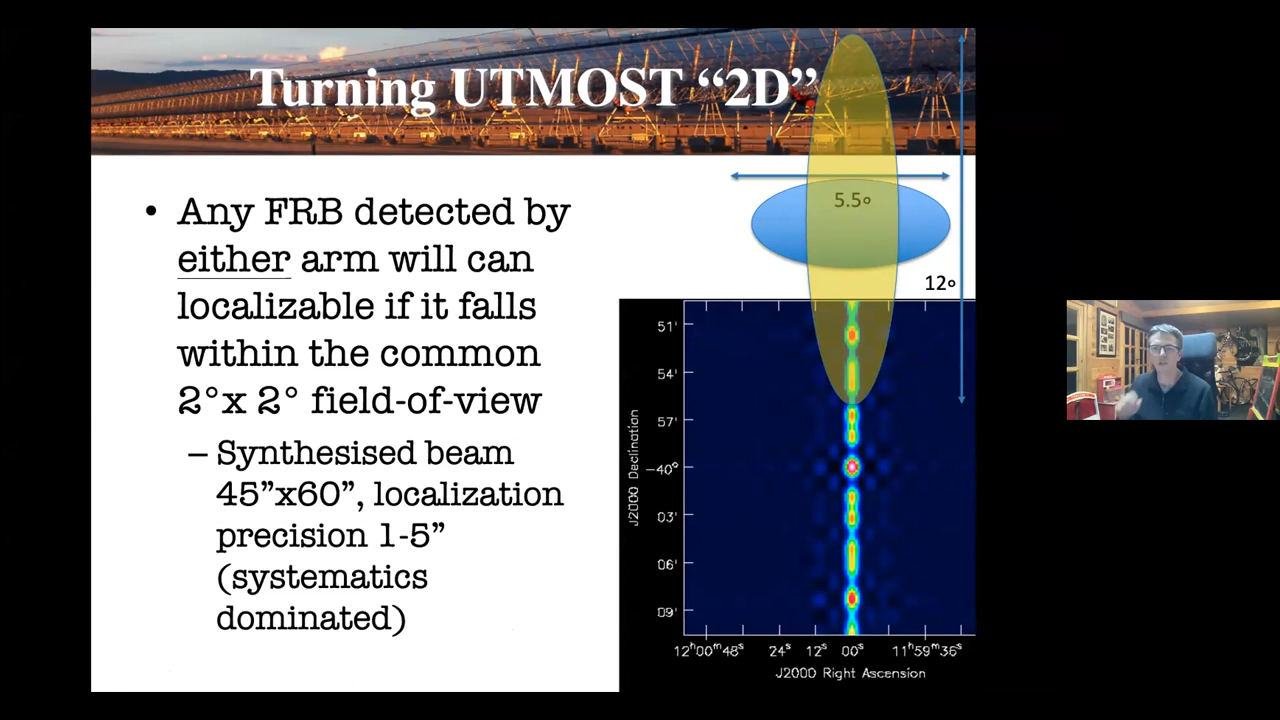 Turning UTMOST “2D”
• Any FRB detected by
either arm will can
localizable if it falls
within the common
2°x 2° field-of-view
– Synthesised beam
45”x60”, localization
precision 1-5”
(systematics
dominated)
5.5°
12°
51'
54'
57'
−40°
03'
06'
09'
J2000 Declination
12ʰ00ᵐ48ˢ 24ˢ 12ˢ 00ˢ 11ʰ59ᵐ36ˢ
J2000 Right Ascension